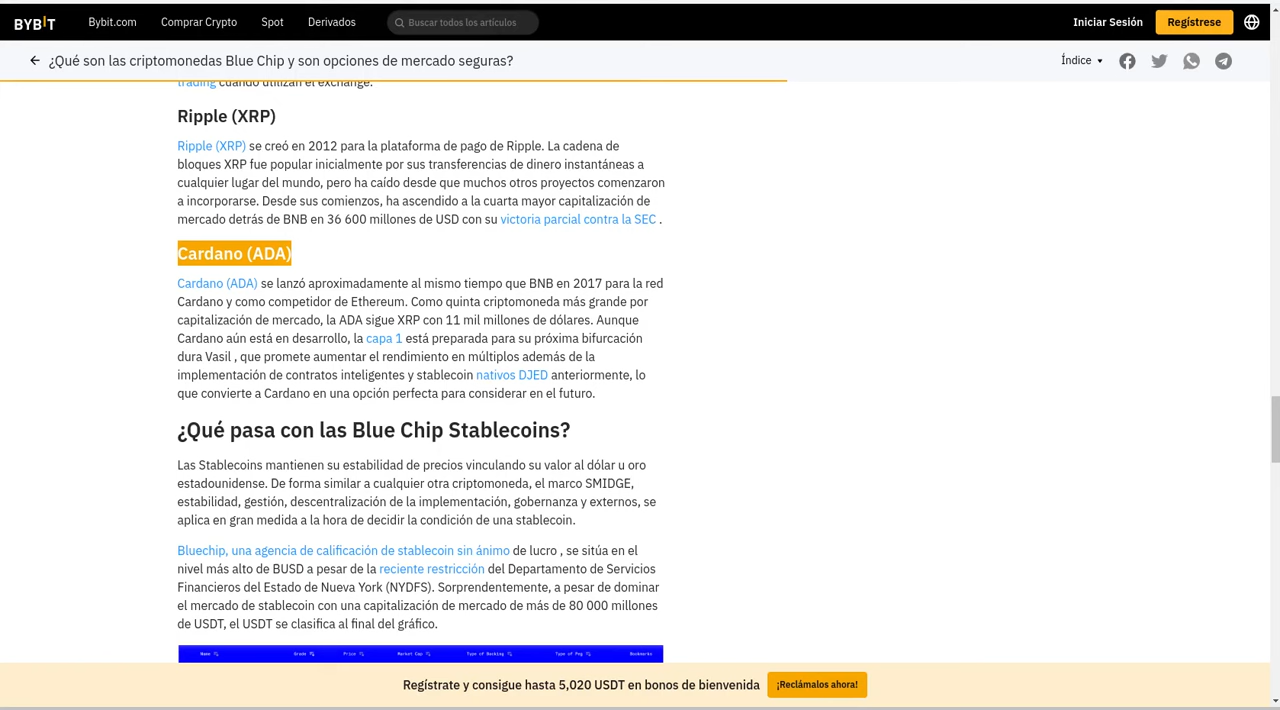 BYBIT
Bybit.com
Comprar Crypto
Spot
Derivados
Buscar todos los artículos
Iniciar Sesión
Regístrese
¿Qué son las criptomonedas Blue Chip y son opciones de mercado seguras?
Índice
trading cuando utilizan el exchange.
Ripple (XRP)
Ripple (XRP) se creó en 2012 para la plataforma de pago de Ripple. La cadena de
bloques XRP fue popular inicialmente por sus transferencias de dinero instantáneas a
cualquier lugar del mundo, pero ha caído desde que muchos otros proyectos comenzaron
a incorporarse. Desde sus comienzos, ha ascendido a la cuarta mayor capitalización de
mercado detrás de BNB en 36 600 millones de USD con su victoria parcial contra la SEC .
Cardano (ADA)
Cardano (ADA) se lanzó aproximadamente al mismo tiempo que BNB en 2017 para la red
Cardano y como competidor de Ethereum. Como quinta criptomoneda más grande por
capitalización de mercado, la ADA sigue XRP con 11 mil millones de dólares. Aunque
Cardano aún está en desarrollo, la capa 1 está preparada para su próxima bifurcación
dura Vasil , que promete aumentar el rendimiento en múltiplos además de la
implementación de contratos inteligentes y stablecoin nativos DJED anteriormente, lo
que convierte a Cardano en una opción perfecta para considerar en el futuro.
¿Qué pasa con las Blue Chip Stablecoins?
Las Stablecoins mantienen su estabilidad de precios vinculando su valor al dólar u oro
estadounidense. De forma similar a cualquier otra criptomoneda, el marco SMIDGE,
estabilidad, gestión, descentralización de la implementación, gobernanza y externos, se
aplica en gran medida a la hora de decidir la condición de una stablecoin.
Bluechip, una agencia de calificación de stablecoin sin ánimo de lucro , se sitúa en el
nivel más alto de BUSD a pesar de la reciente restricción del Departamento de Servicios
Financieros del Estado de Nueva York (NYDFS). Sorprendentemente, a pesar de dominar
el mercado de stablecoin con una capitalización de mercado de más de 80 000 millones
de USDT, el USDT se clasifica al final del gráfico.
Name Grade Price Market Cap Type of Backing Type of Peg Bookmarks
Regístrate y consigue hasta 5,020 USDT en bonos de bienvenida
¡Reclámalos ahora!